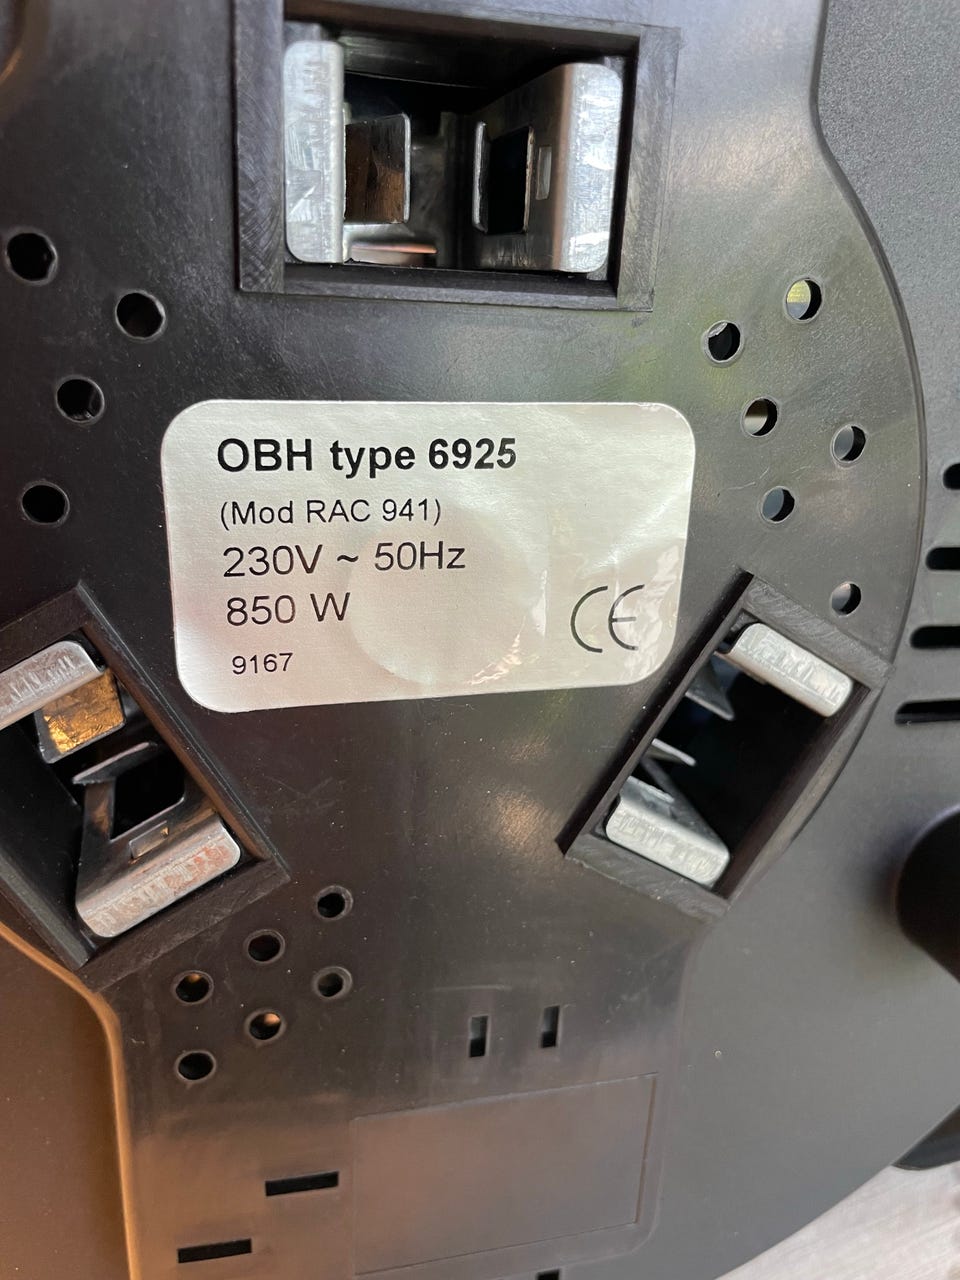 OBH type 6925
(Mod RAC 941)
230V ~ 50Hz
850 W
CE
9167